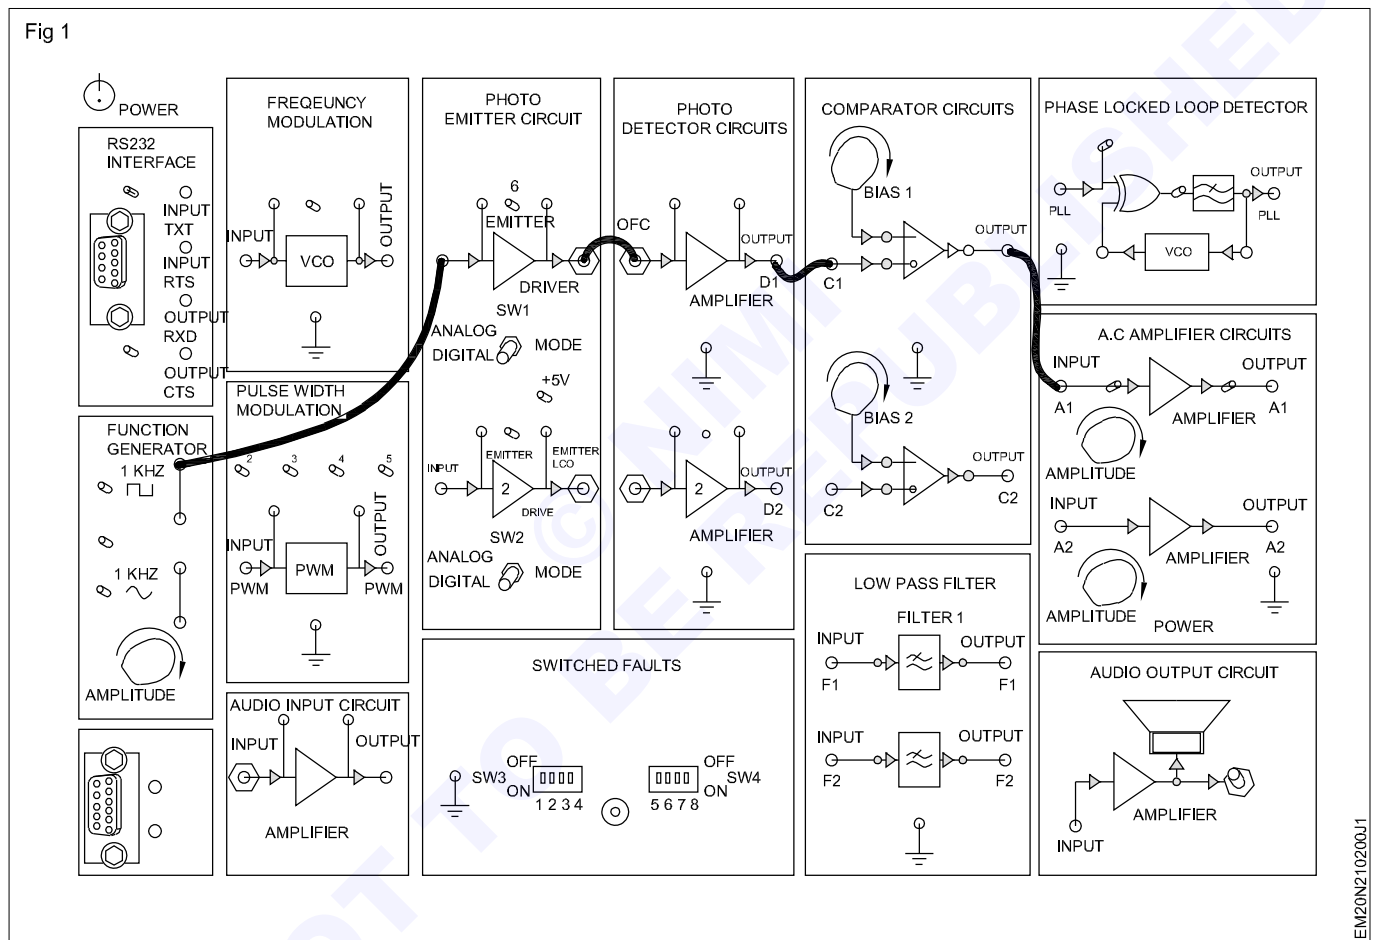 Fig 1
POWER
RS232
INTERFACE
INPUT
TXT
INPUT
RTS
OUTPUT
RXD
OUTPUT
CTS
FUNCTION
GENERATOR
1 KHZ
1 KHZ
AMPLITUDE
FREQEUNCY
MODULATION
INPUT
VCO
OUTPUT
PULSE WIDTH
MODULATION
2 3 4 5
INPUT
PWM
PWM
OUTPUT
PWM
AUDIO INPUT CIRCUIT
INPUT
OUTPUT
AMPLIFIER
PHOTO
EMITTER CIRCUIT
6
EMITTER
DRIVER
SW1
ANALOG
DIGITAL
MODE
+5V
INPUT
EMITTER
2
EMITTER
LCO
DRIVE
SW2
ANALOG
DIGITAL
MODE
OFC
PHOTO
DETECTOR CIRCUITS
OUTPUT
D1
AMPLIFIER
2
OUTPUT
D2
AMPLIFIER
SWITCHED FAULTS
SW3
OFF
ON
1 2 3 4
OFF
SW4
ON
5 6 7 8
COMPARATOR CIRCUITS
BIAS 1
C1
OUTPUT
BIAS 2
C2
OUTPUT
C2
LOW PASS FILTER
FILTER 1
INPUT
F1
OUTPUT
F1
INPUT
F2
OUTPUT
F2
PHASE LOCKED LOOP DETECTOR
PLL
OUTPUT
PLL
VCO
A.C AMPLIFIER CIRCUITS
INPUT
A1
OUTPUT
A1
AMPLIFIER
AMPLITUDE
INPUT
A2
OUTPUT
A2
AMPLIFIER
AMPLITUDE
POWER
AUDIO OUTPUT CIRCUIT
AMPLIFIER
INPUT
EM20N210200J1
© NIMI
NOT TO BE REPUBLISHED